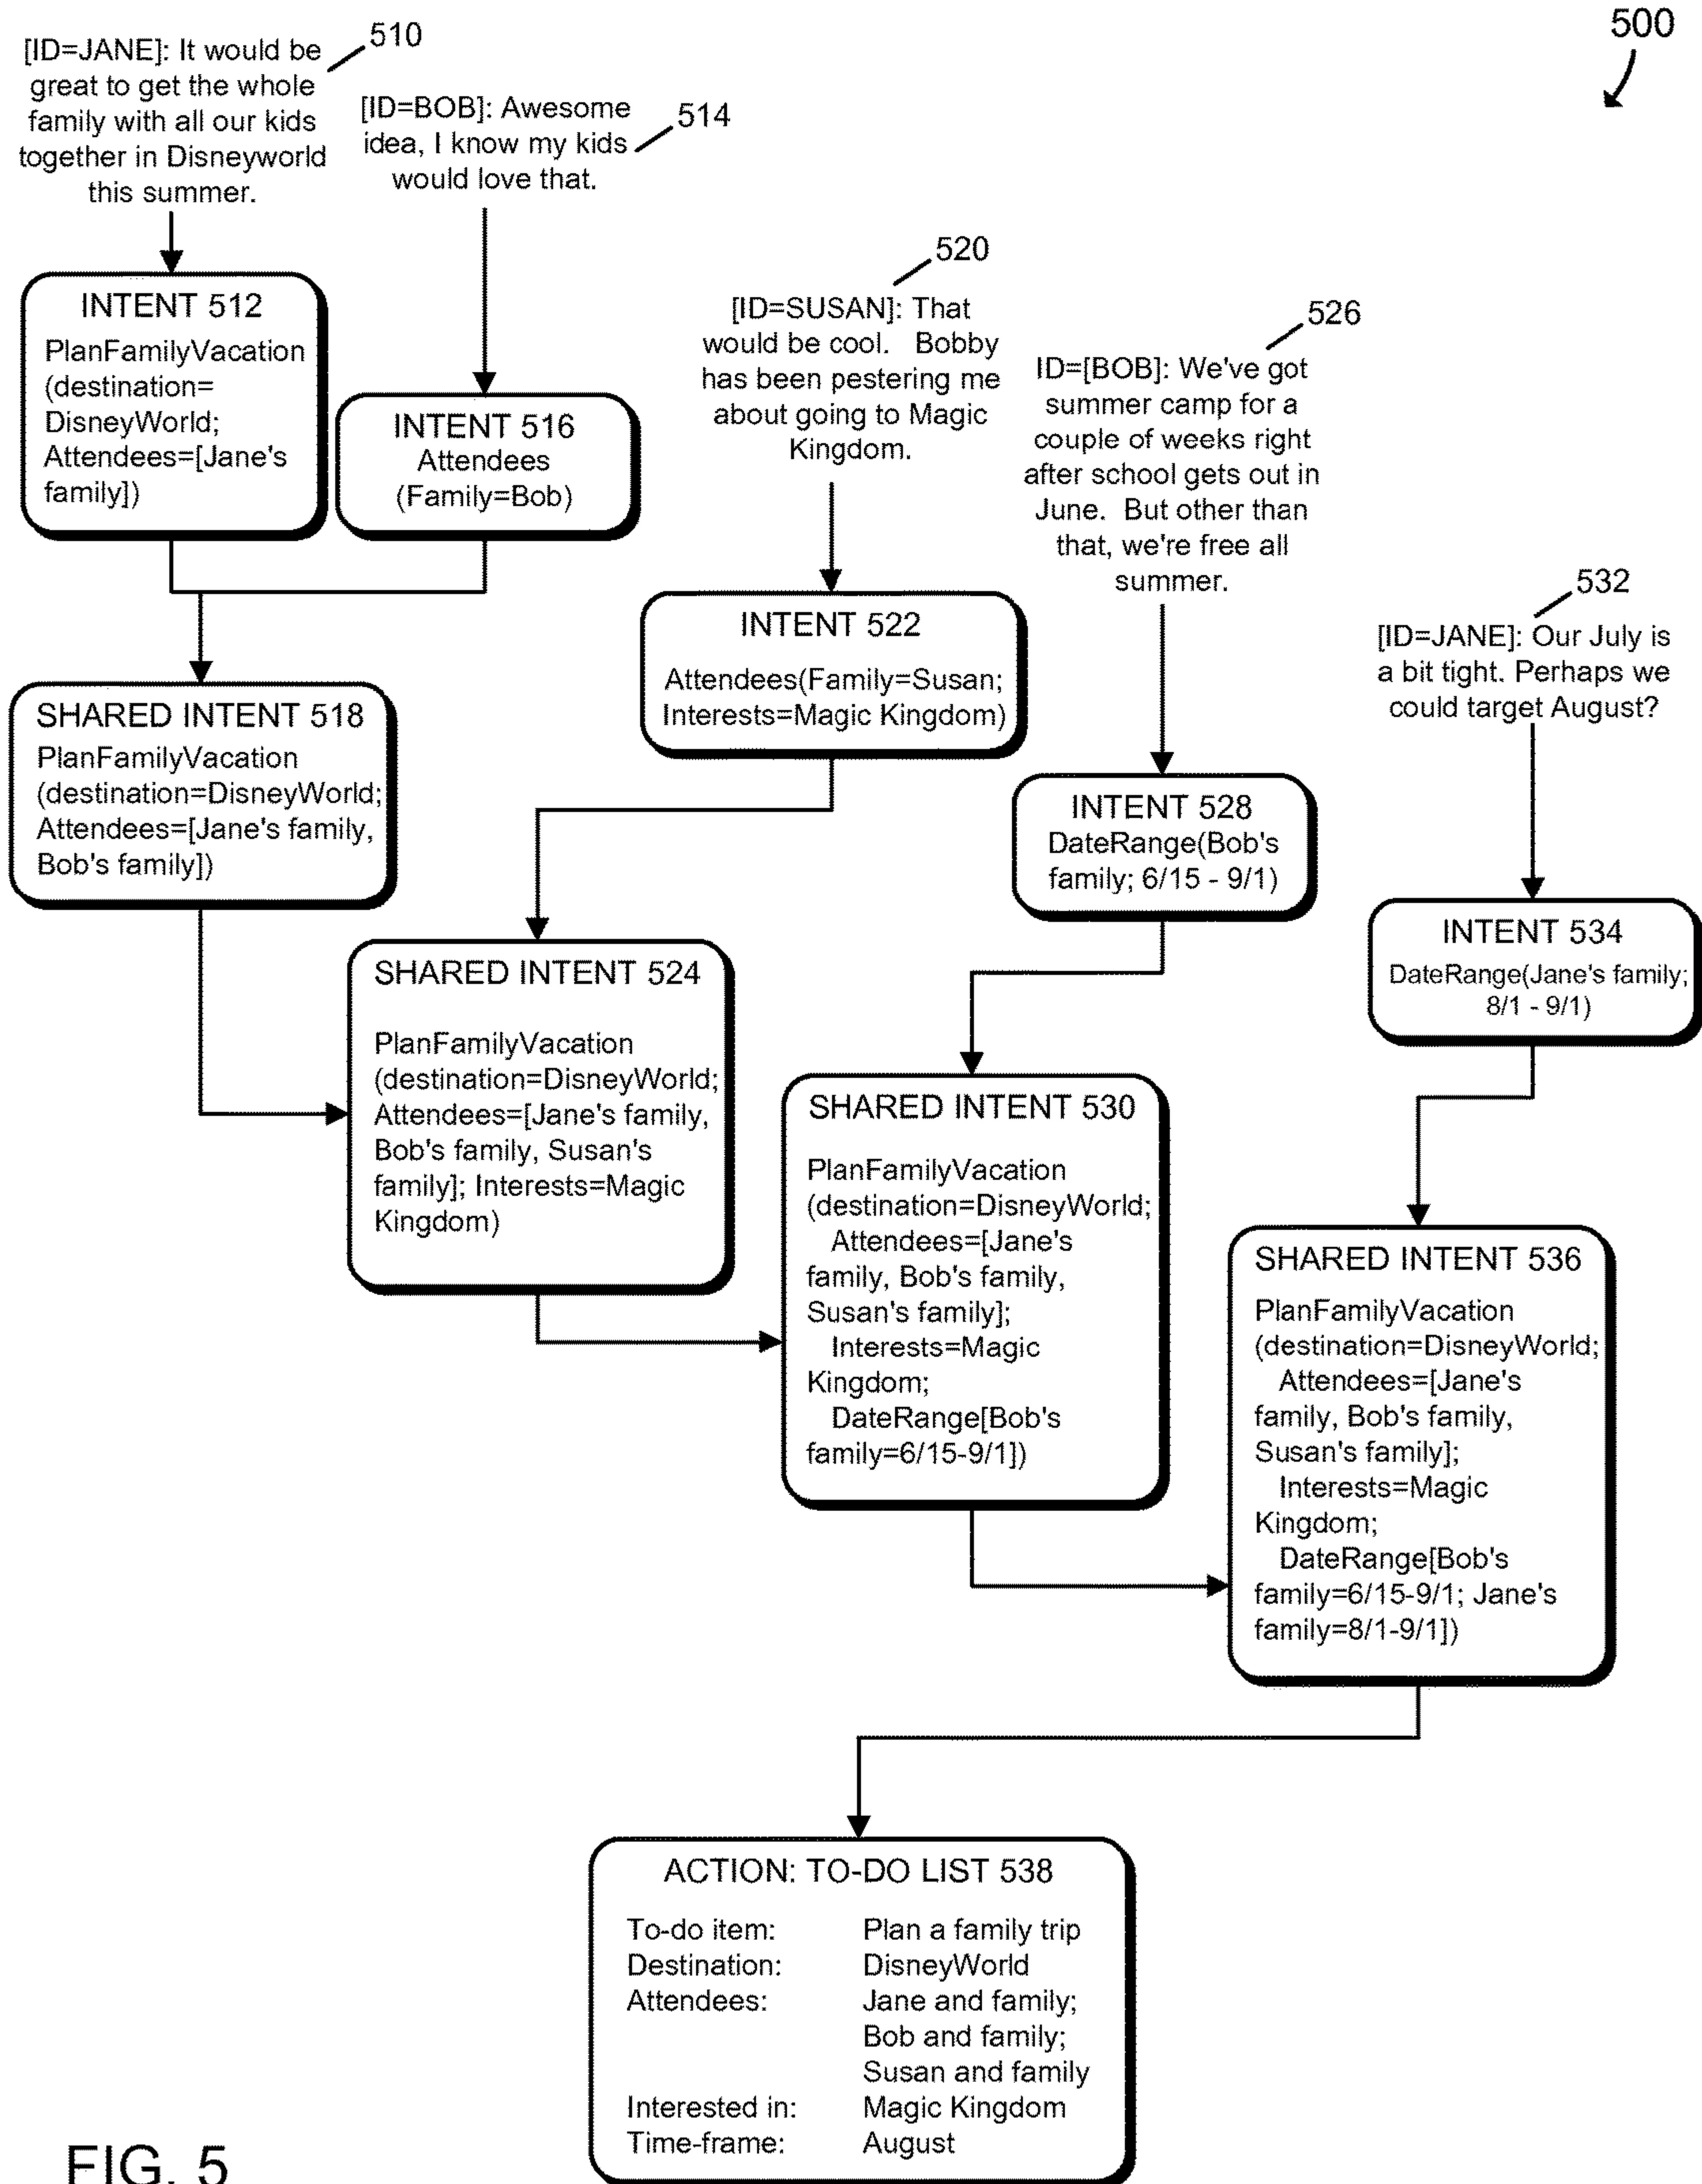 500
510
[ID=JANE]: It would be
great to get the whole
family with all our kids
together in Disneyworld
this summer.
514
[ID=BOB]: Awesome
idea, I know my kids
would love that.
INTENT 512
PlanFamilyVacation
(destination=
DisneyWorld;
Attendees=[Jane's
family])
INTENT 516
Attendees
(Family=Bob)
520
[ID=SUSAN]: That
would be cool. Bobby
has been pestering me
about going to Magic
Kingdom.
526
ID=[BOB]: We've got
summer camp for a
couple of weeks right
after school gets out in
June. But other than
that, we're free all
summer.
532
[ID=JANE]: Our July is
a bit tight. Perhaps we
could target August?
SHARED INTENT 518
PlanFamilyVacation
(destination=DisneyWorld;
Attendees=[Jane's family,
Bob's family])
INTENT 522
Attendees(Family=Susan;
Interests=Magic Kingdom)
INTENT 528
DateRange(Bob's
family; 6/15 - 9/1)
INTENT 534
DateRange(Jane's family;
8/1 - 9/1)
SHARED INTENT 524
PlanFamilyVacation
(destination=DisneyWorld;
Attendees=[Jane's family,
Bob's family, Susan's
family]; Interests=Magic
Kingdom)
SHARED INTENT 530
PlanFamilyVacation
(destination=DisneyWorld;
Attendees=[Jane's
family, Bob's family,
Susan's family];
Interests=Magic
Kingdom;
DateRange[Bob's
family=6/15-9/1])
SHARED INTENT 536
PlanFamilyVacation
(destination=DisneyWorld;
Attendees=[Jane's
family, Bob's family,
Susan's family];
Interests=Magic
Kingdom;
DateRange[Bob's
family=6/15-9/1; Jane's
family=8/1-9/1])
ACTION: TO-DO LIST 538
To-do item: Plan a family trip
Destination: DisneyWorld
Attendees: Jane and family;
Bob and family;
Susan and family
Interested in: Magic Kingdom
Time-frame: August
FIG. 5